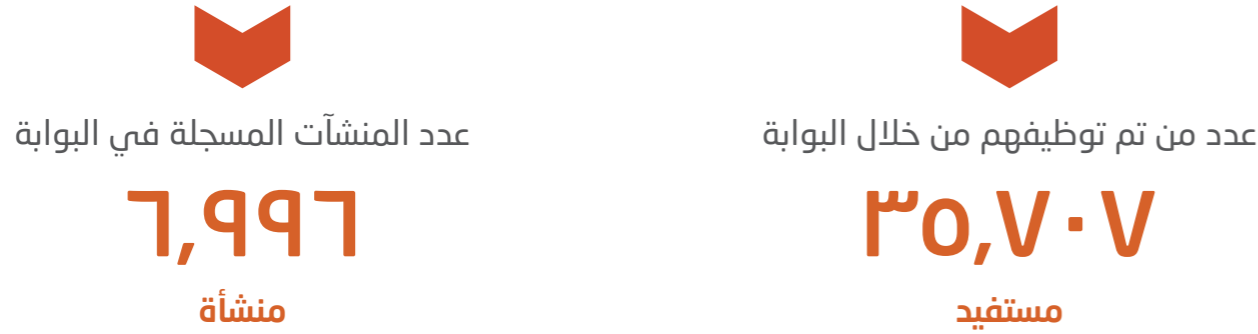 عدد من تم توظيفهم من خلال البوابة
٣٥,٧٠٧
مستفيد
عدد المنشآت المسجلة في البوابة
٦,٩٩٦
منشأة